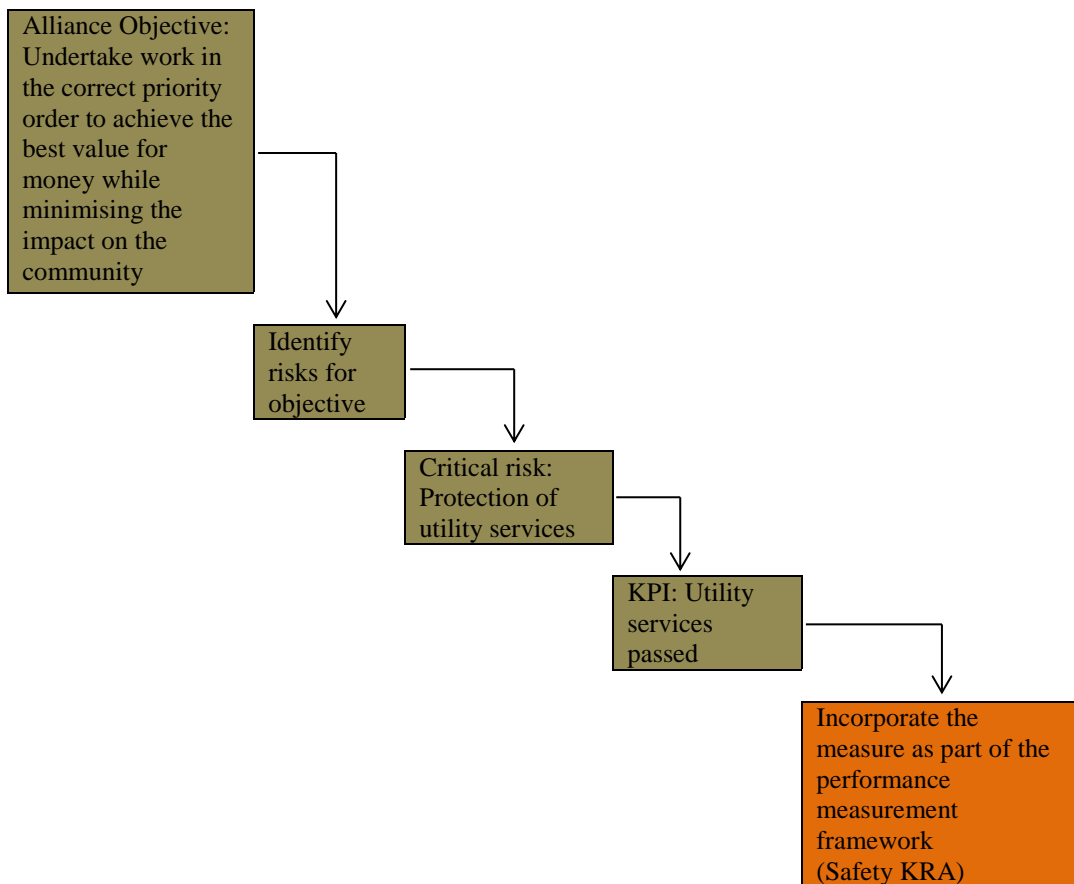 Alliance Objective:
Undertake work in
the correct priority
order to achieve the
best value for
money while
minimising the
impact on the
community
Identify
risks for
objective
Critical risk:
Protection of
utility services
KPI: Utility
services
passed
Incorporate the
measure as part of the
performance
measurement
framework
(Safety KRA)